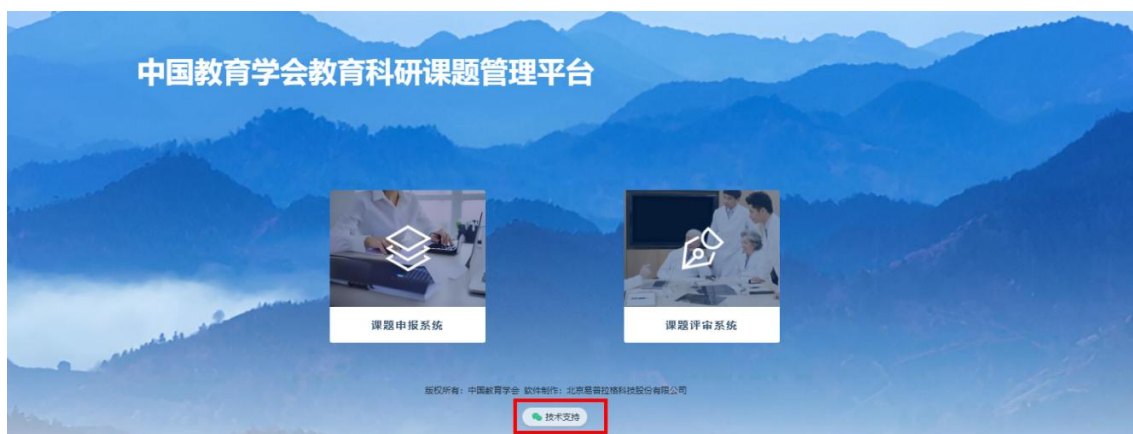 中国教育学会教育科研课题管理平台
课题申报系统
课题评审系统
版权所有：中国教育学会 软件制作：北京易普拉格科技股份有限公司
技术支持